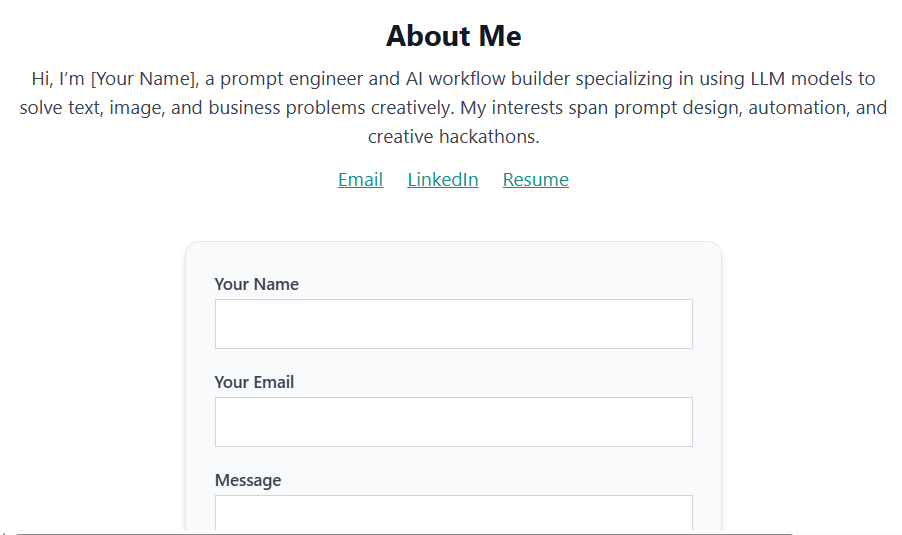 About Me
Hi, I’m [Your Name], a prompt engineer and AI workflow builder specializing in using LLM models to
solve text, image, and business problems creatively. My interests span prompt design, automation, and
creative hackathons.
Email LinkedIn Resume
Your Name
Your Email
Message